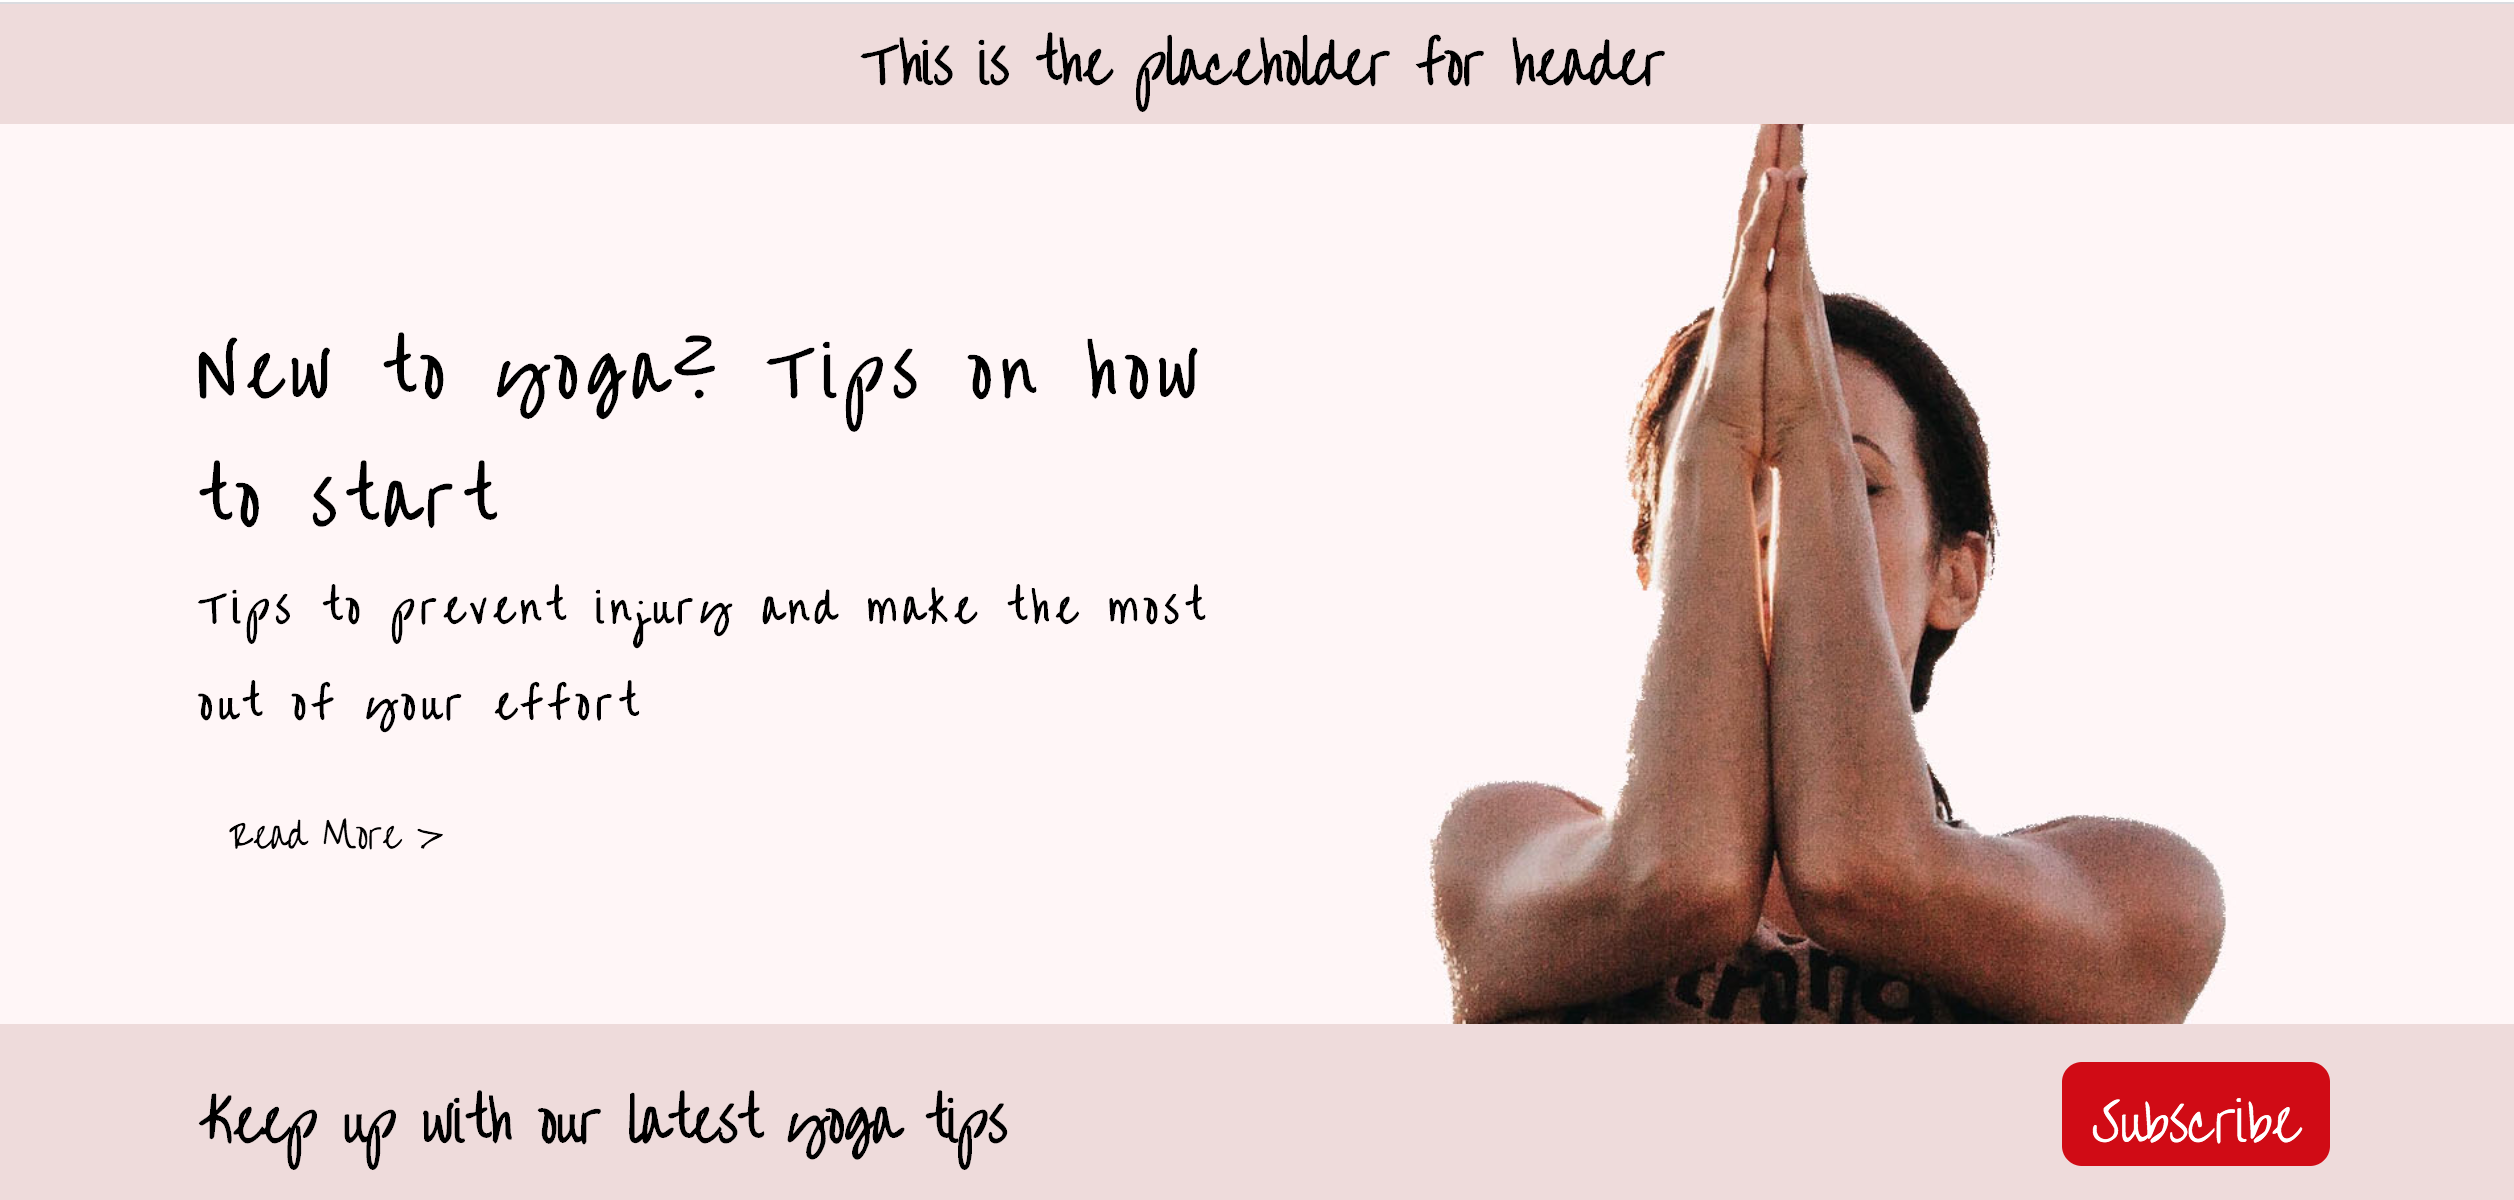 This is the placeholder for header
New to yoga? Tips on how
to start
Tips to prevent injury and make the most
out of your effort
Read More >
Keep up with our latest yoga tips
Subscribe